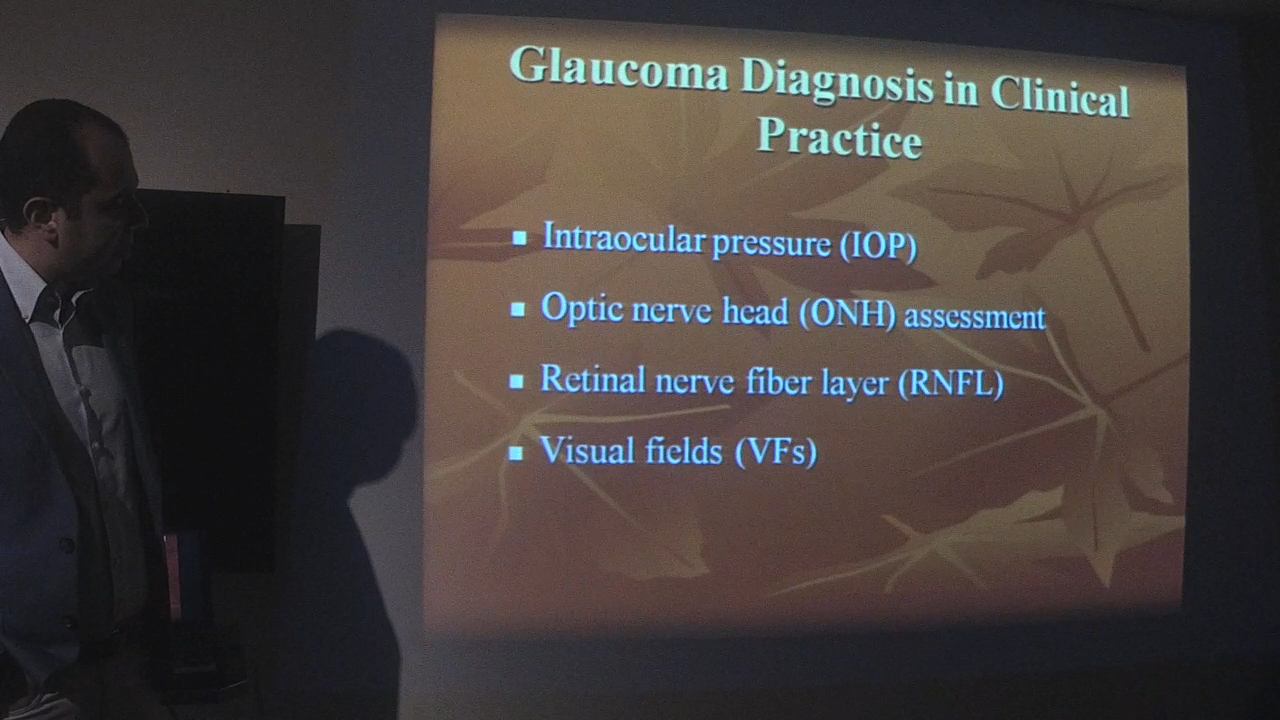 Glaucoma Diagnosis in Clinical
Practice
▪ Intraocular pressure (IOP)
▪ Optic nerve head (ONH) assessment
▪ Retinal nerve fiber layer (RNFL)
▪ Visual fields (VFs)